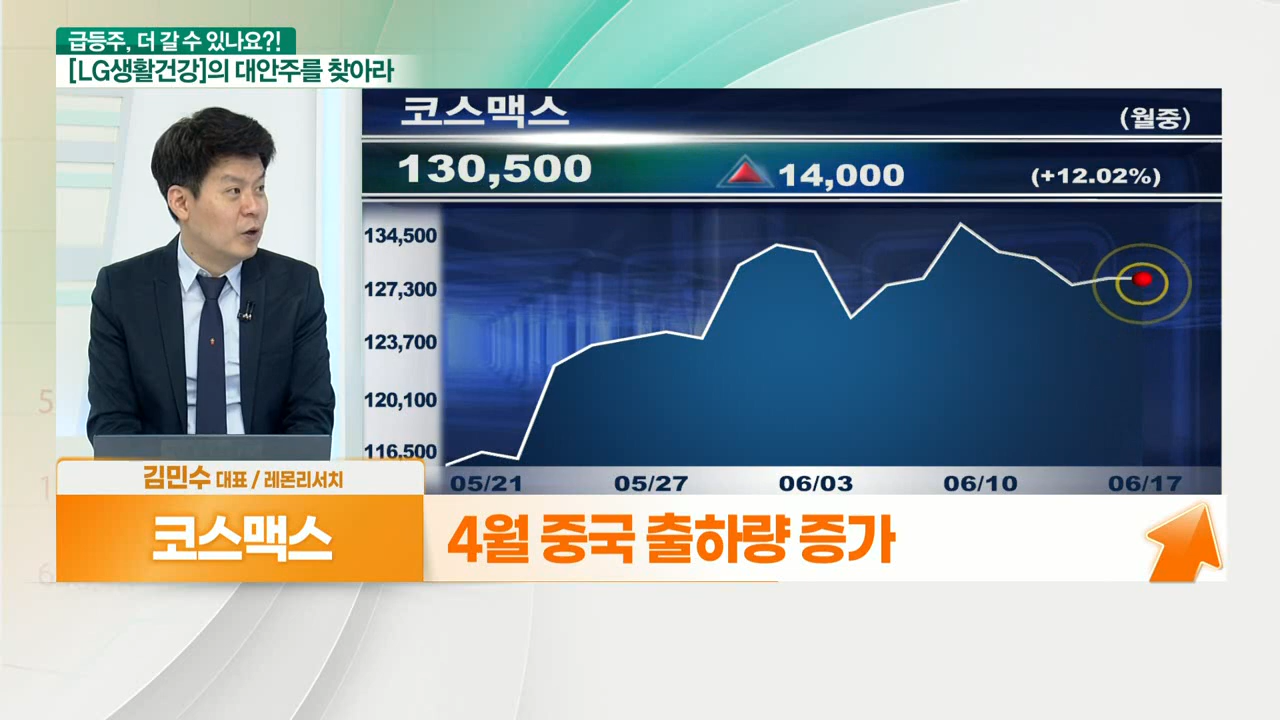 급등주, 더 갈 수 있나요?!
[LG생활건강]의 대안주를 찾아라
코스맥스
(월중)
130,500
14,000
(+12.02%)
134,500
127,300
123,700
120,100
116,500
05/21
05/27
06/03
06/10
06/17
김민수 대표 / 레몬리서치
코스맥스
4월 중국 출하량 증가